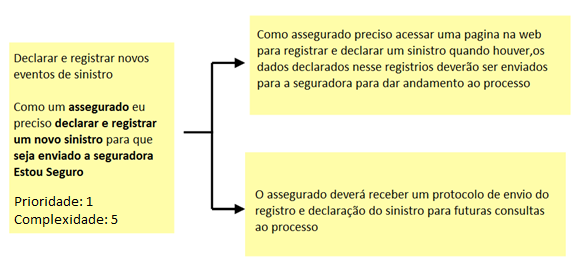 Declarar e registrar novos
eventos de sinistro
Como um assegurado eu
preciso declarar e registrar
um novo sinistro para que
seja enviado a seguradora
Estou Seguro
Prioridade: 1
Complexidade: 5
Como assegurado preciso acessar uma pagina na web
para registrar e declarar um sinistro quando houver,os
dados declarados nesse registrios deverão ser enviados
para a seguradora para dar andamento ao processo
O assegurado deverá receber um protocolo de envio do
registro e declaração do sinistro para futuras consultas
ao processo